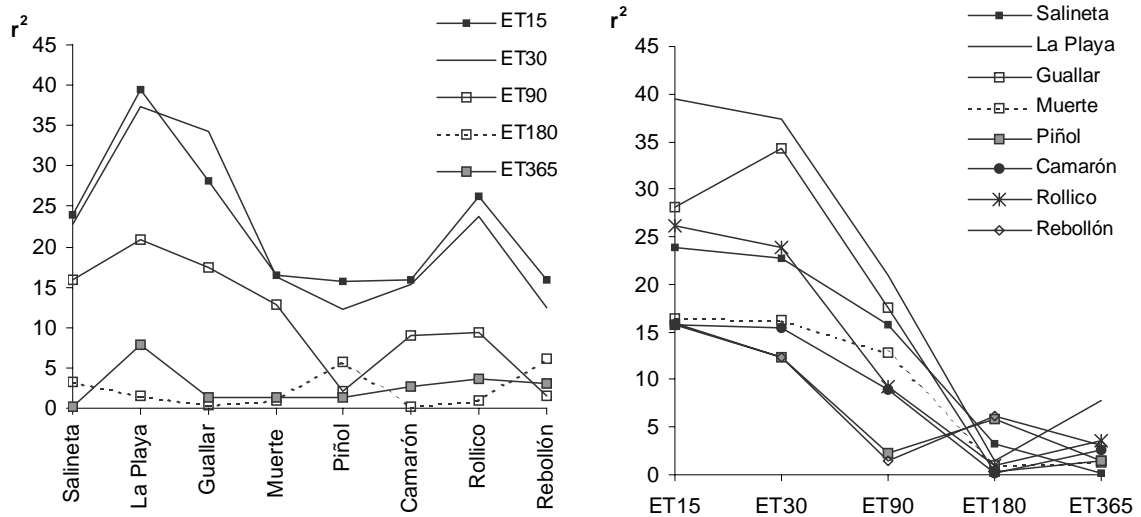 r²
45
40
35
30
25
20
15
10
5
0
Salineta
La Playa
Guallar
Muerte
Piñol
Camarón
Rollico
Rebollón
ET15
ET30
ET90
ET180
ET365
r²
45
40
35
30
25
20
15
10
5
0
ET15
ET30
ET90
ET180
ET365
Salineta
La Playa
Guallar
Muerte
Piñol
Camarón
Rollico
Rebollón